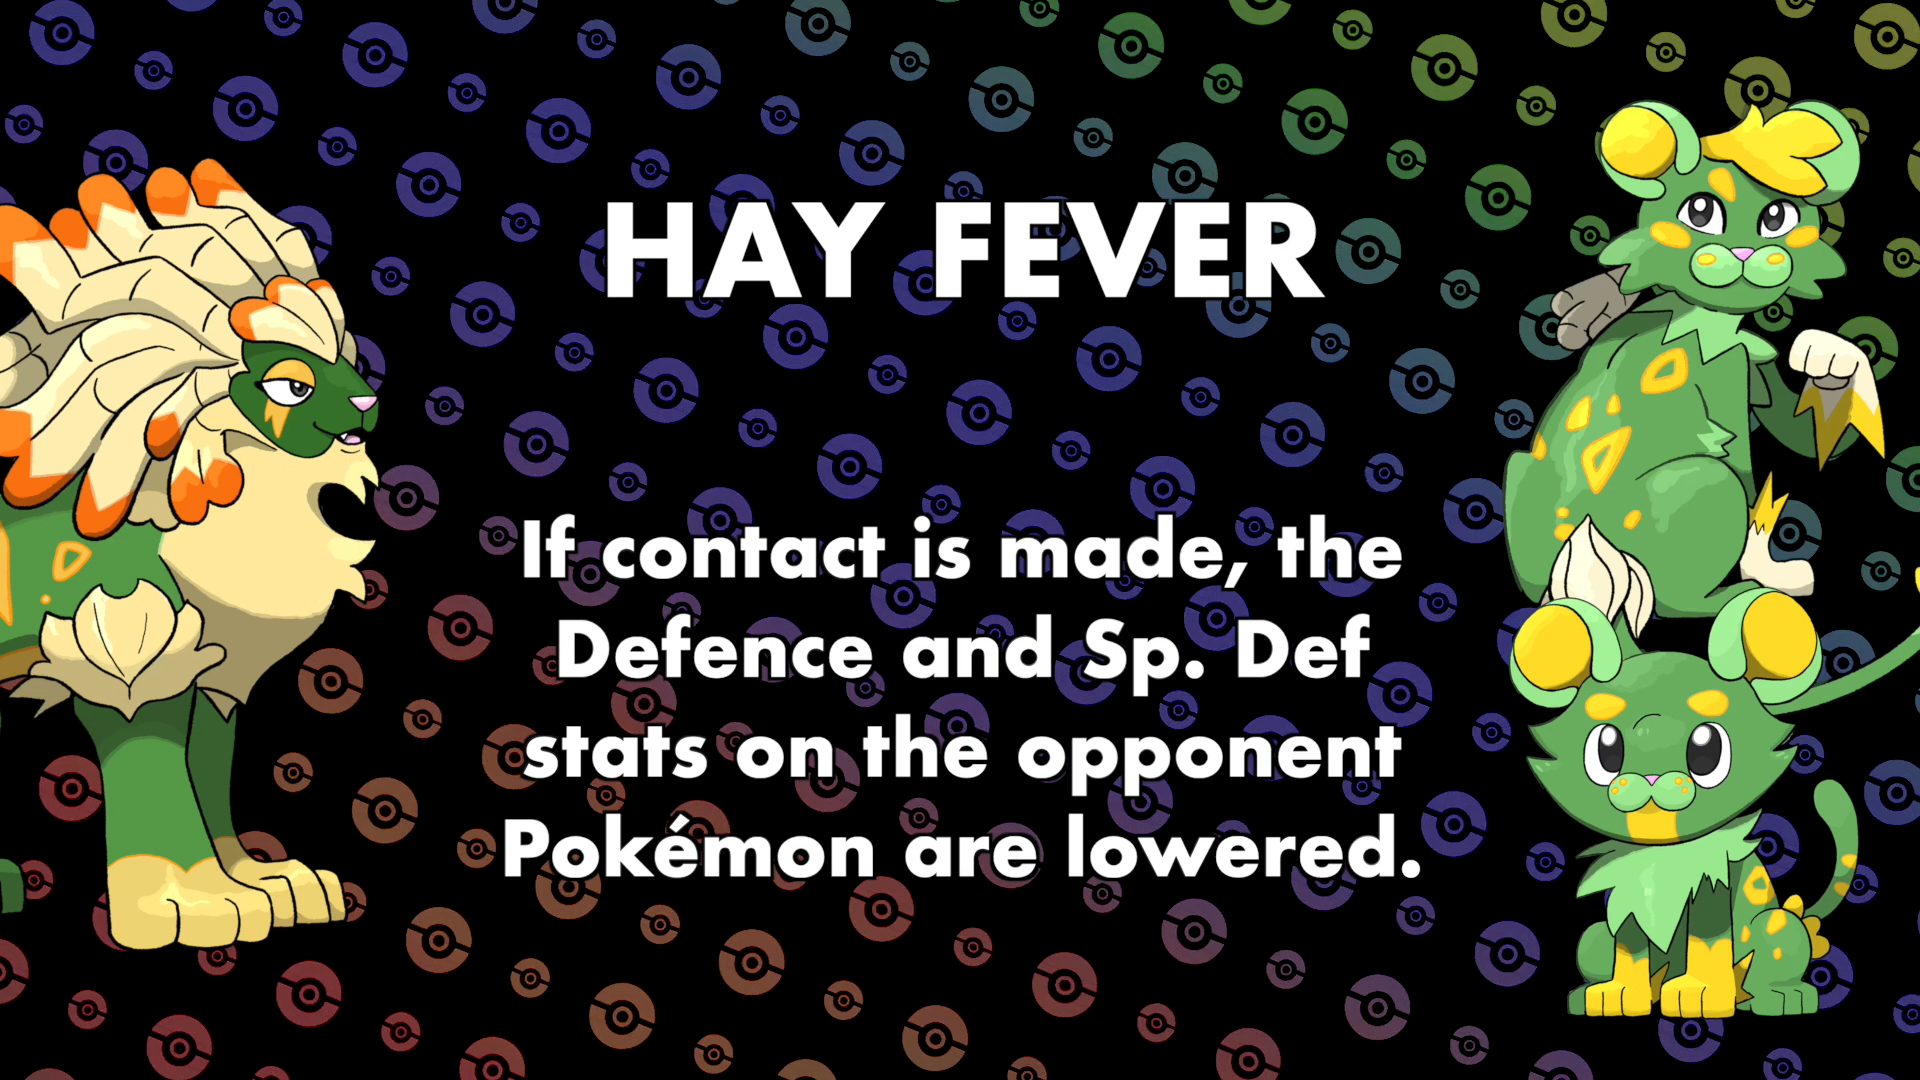 HAY FEVER
If contact is made, the
Defence and Sp. Def
stats on the opponent
Pokémon are lowered.